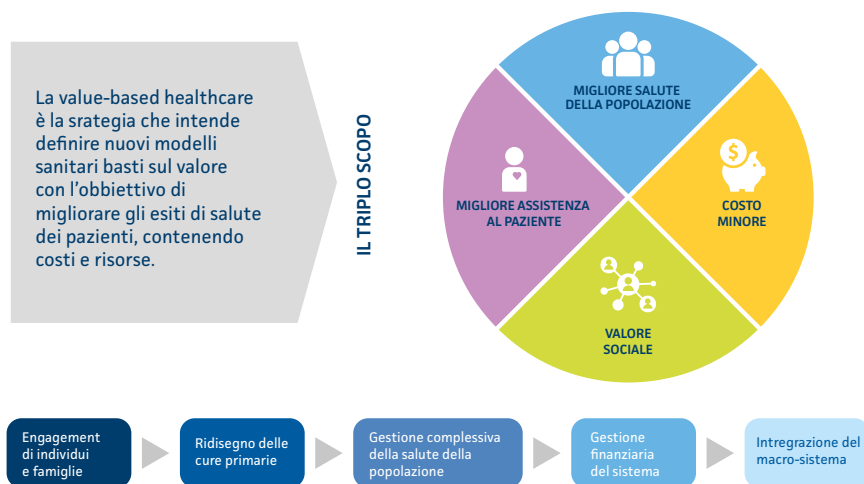 La value-based healthcare
è la srategia che intende
definire nuovi modelli
sanitari basti sul valore
con l'obbiettivo di
migliorare gli esiti di salute
dei pazienti, contenendo
costi e risorse.
IL TRIPLO SCOPO
MIGLIORE SALUTE
DELLA POPOLAZIONE
MIGLIORE ASSISTENZA
AL PAZIENTE
$
COSTO
MINORE
VALORE
SOCIALE
Engagement
di individui
e famiglie
Ridisegno delle
cure primarie
Gestione complessiva
della salute della
popolazione
Gestione
finanziaria
del sistema
Intregrazione del
macro-sistema